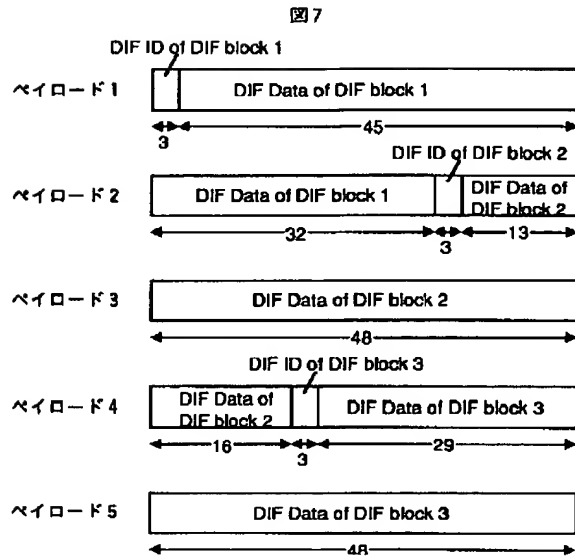 図7
DIF ID of DIF block 1
ペイロード1
DIF Data of DIF block 1
3
45
DIF ID of DIF block 2
ペイロード2
DIF Data of DIF block 1
DIF Data of
DIF block 2
32
3
13
ペイロード3
DIF Data of DIF block 2
48
DIF ID of DIF block 3
ペイロード4
DIF Data of
DIF block 2
DIF Data of DIF block 3
16
3
29
ペイロード5
DIF Data of DIF block 3
48